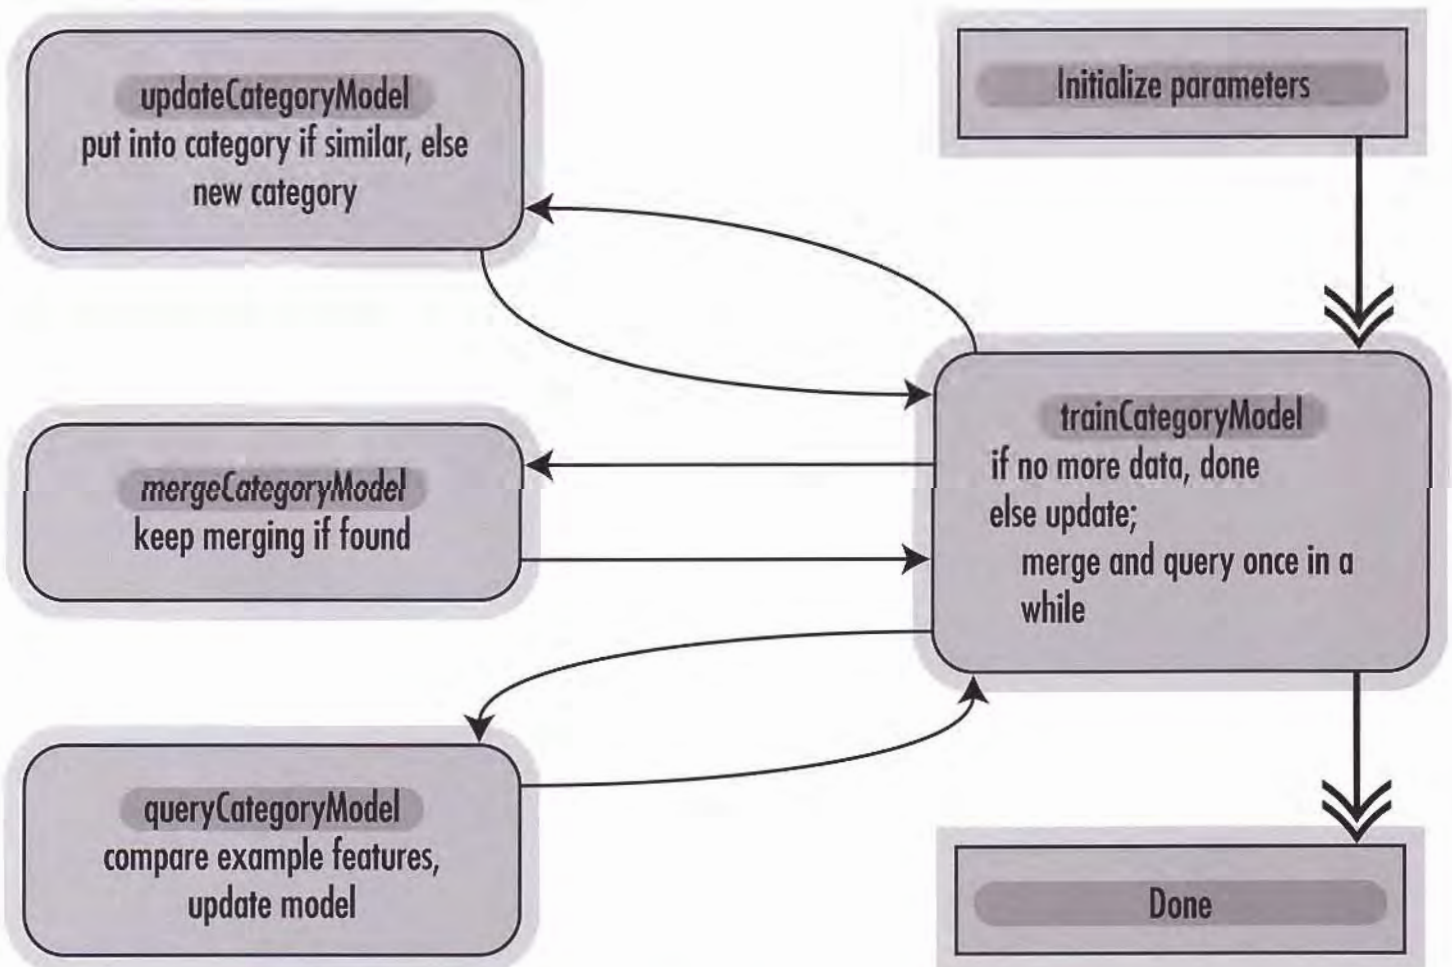 updateCategoryModel
put into category if similar, else
new category
Initialize parameters
mergeCategoryModel
keep merging if found
trainCategoryModel
if no more data, done
else update;
merge and query once in a
while
queryCategoryModel
compare example features,
update model
Done